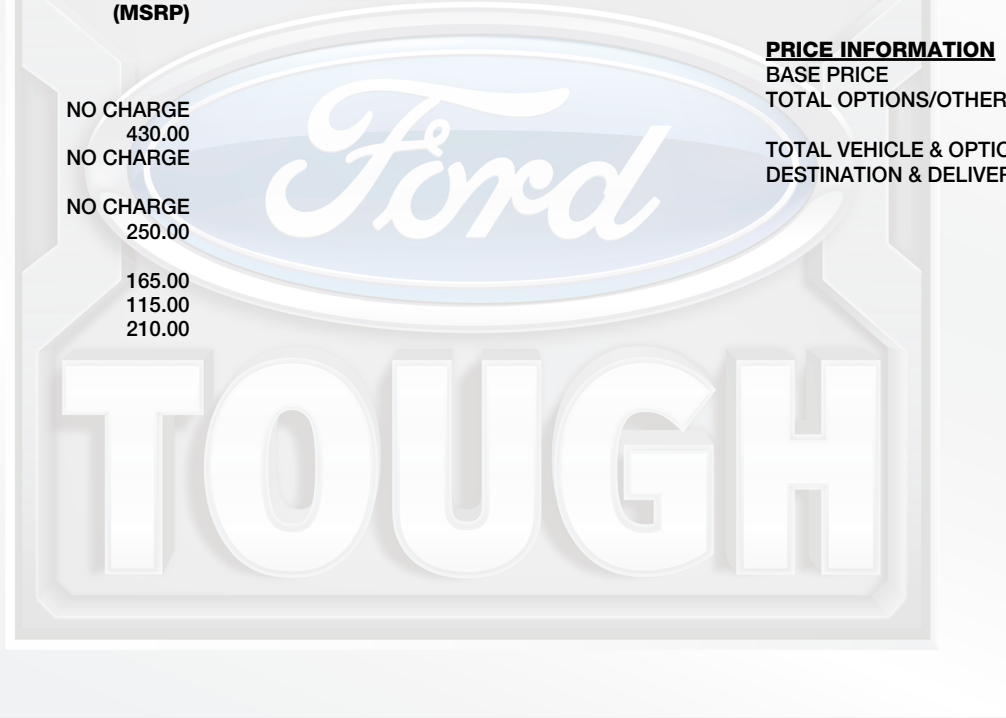 (MSRP)
NO CHARGE
430.00
NO CHARGE
NO CHARGE
250.00
165.00
115.00
210.00
PRICE INFORMATION
BASE PRICE
TOTAL OPTIONS/OTHER
TOTAL VEHICLE & OPTIO
DESTINATION & DELIVER
Ford
TOUGH